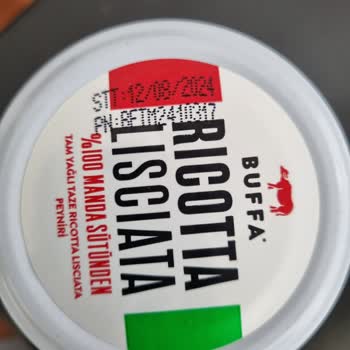 STT:12/08/2024
BUFFA®
RICOTTA
LISCIATA
%100 MANDA SÜTÜNDEN
TAM YAĞLI TAZE RICOTTA LISCIATA
PEYNİRİ